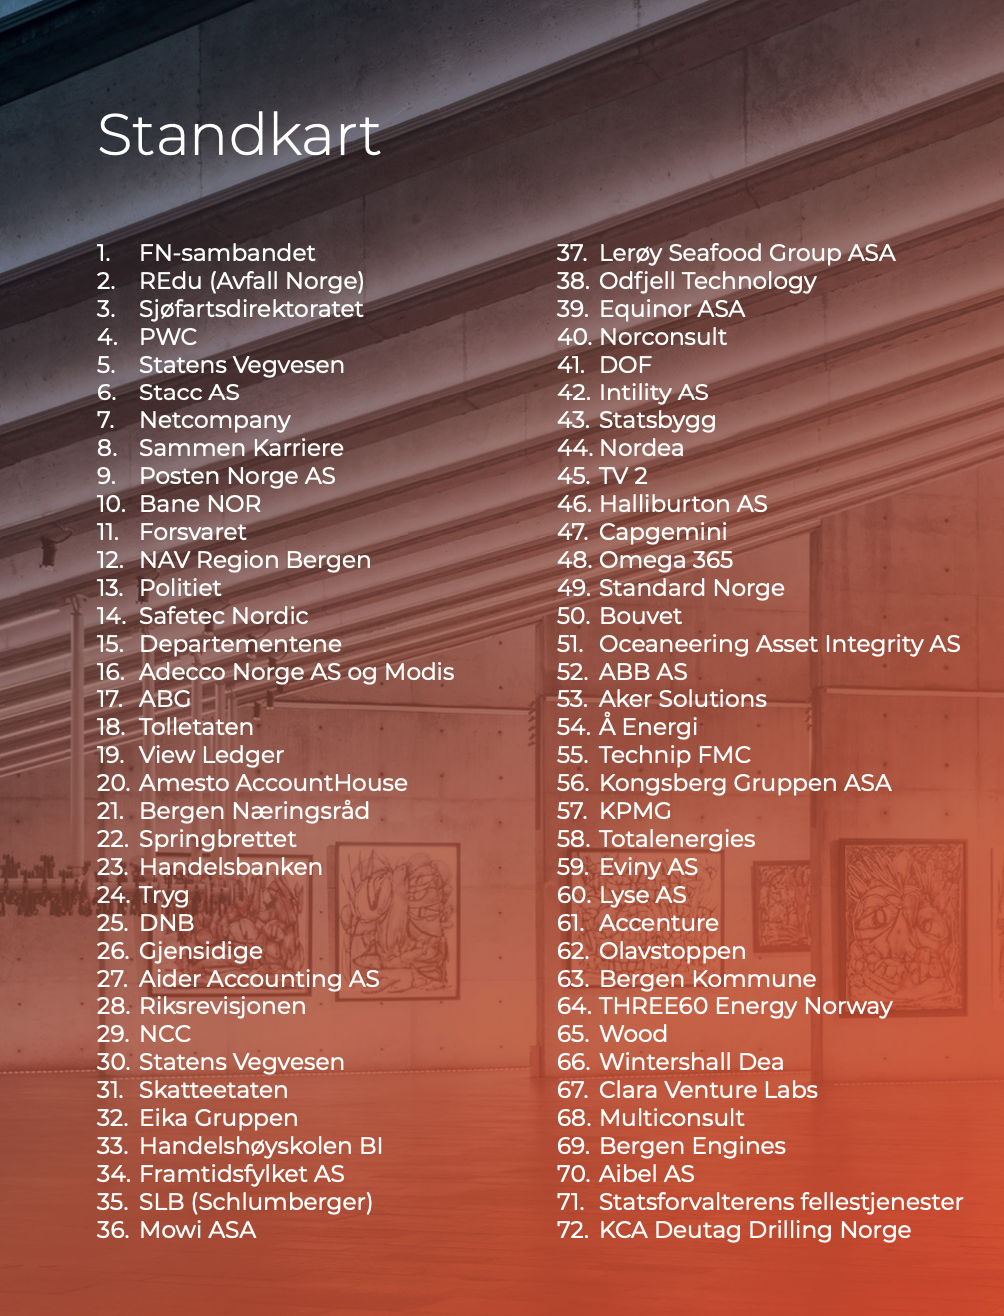 Standkart
1. FN-sambandet
2. REdu (Avfall Norge)
3. Sjøfartsdirektoratet
4. PWC
5. Statens Vegvesen
6. Stacc AS
7. Netcompany
8. Sammen Karriere
9. Posten Norge AS
10. Bane NOR
11. Forsvaret
12. NAV Region Bergen
13. Politiet
14. Safetec Nordic
15. Departementene
16. Adecco Norge AS og Modis
17. ABG
18. Tolletaten
19. View Ledger
20. Amesto AccountHouse
21. Bergen Næringsråd
22. Springbrettet
23. Handelsbanken
24. Tryg
25. DNB
26. Gjensidige
27. Aider Accounting AS
28. Riksrevisjonen
29. NCC
30. Statens Vegvesen
31. Skatteetaten
32. Eika Gruppen
33. Handelshøyskolen BI
34. Framtidsfylket AS
35. SLB (Schlumberger)
36. Mowi ASA
37. Lerøy Seafood Group ASA
38. Odfjell Technology
39. Equinor ASA
40. Norconsult
41. DOF
42. Intility AS
43. Statsbygg
44. Nordea
45. TV 2
46. Halliburton AS
47. Capgemini
48. Omega 365
49. Standard Norge
50. Bouvet
51. Oceaneering Asset Integrity AS
52. ABB AS
53. Aker Solutions
54. Å Energi
55. Technip FMC
56. Kongsberg Gruppen ASA
57. KPMG
58. Totalenergies
59. Eviny AS
60. Lyse AS
61. Accenture
62. Olavstoppen
63. Bergen Kommune
64. THREE60 Energy Norway
65. Wood
66. Wintershall Dea
67. Clara Venture Labs
68. Multiconsult
69. Bergen Engines
70. Aibel AS
71. Statsforvalterens fellestjenester
72. KCA Deutag Drilling Norge